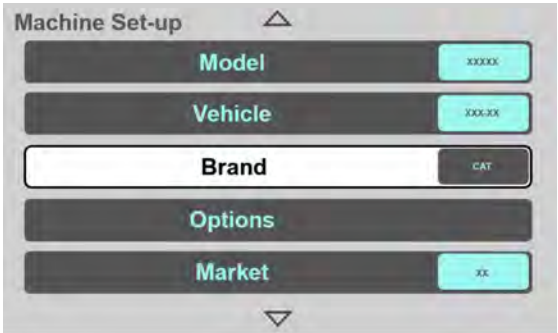 Machine Set-up
Model xxxxx
Vehicle xxx-xx
Brand CAT
Options
Market xx